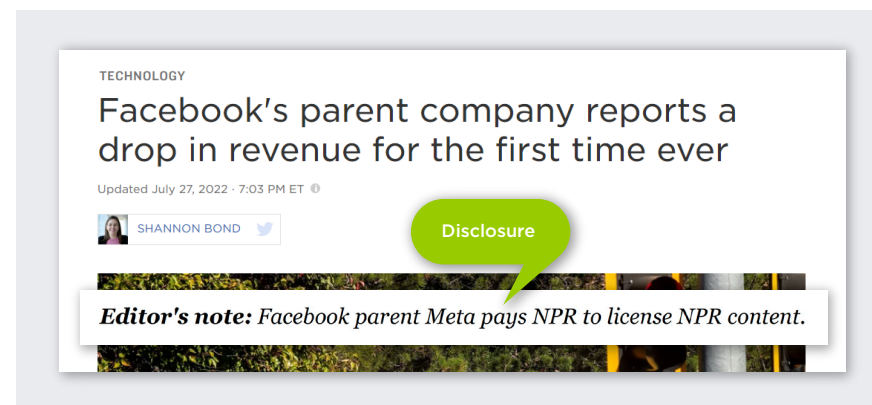 TECHNOLOGY
Facebook's parent company reports a
drop in revenue for the first time ever
Updated July 27, 2022 · 7:03 PM ET
SHANNON BOND
Disclosure
Editor's note: Facebook parent Meta pays NPR to license NPR content.